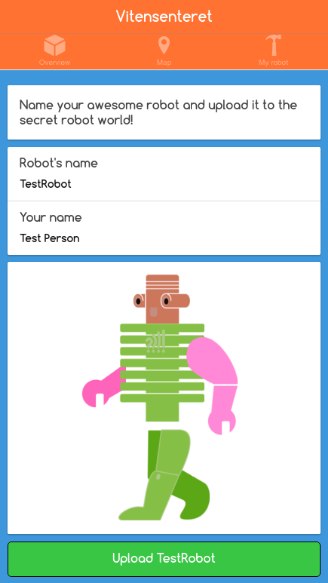 Vitensenteret
Overview
Map
My robot
Name your awesome robot and upload it to the
secret robot world!
Robot's name
TestRobot
Your name
Test Person
Upload TestRobot